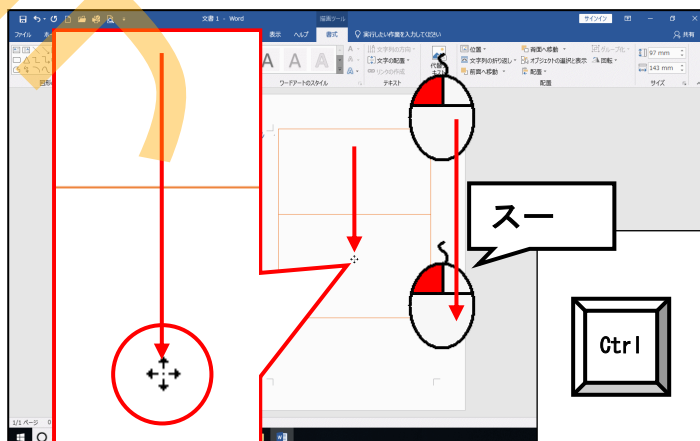 文書 1 - Word
描画ツール
サインイン
ファイル
表示
ヘルプ
書式
実行したい作業を入力してください
共有
A A A
文字の方向
文字の配置
リンクの作成
ワードアートのスタイル
テキスト
位置
文字列の折り返し
前面へ移動
背面へ移動
オブジェクトの選択と表示
配置
グループ化
回転
配置
97 mm
143 mm
サイズ
スー
Ctrl
1/1 ページ